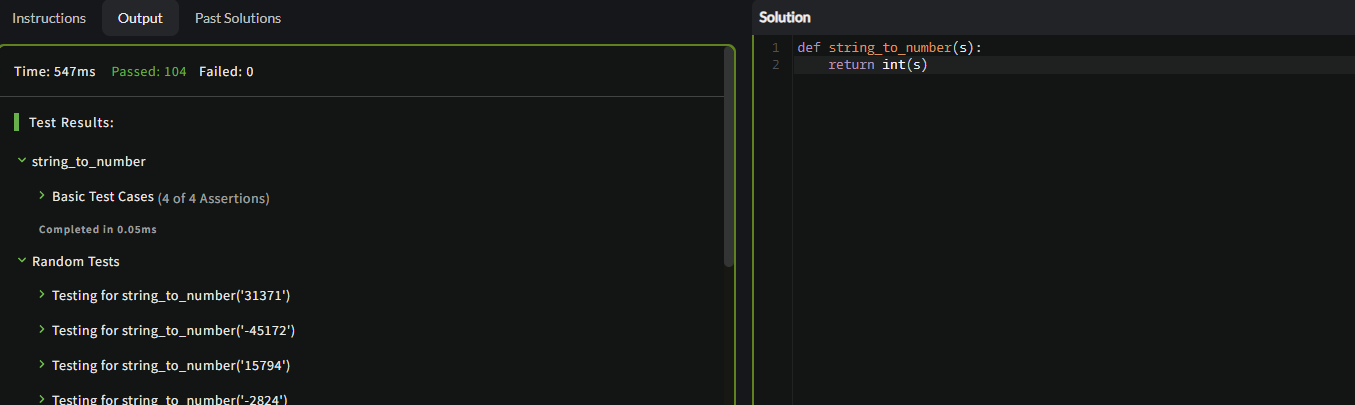 Instructions Output Past Solutions
Time: 547ms Passed: 104 Failed: 0
Test Results:
string_to_number
Basic Test Cases (4 of 4 Assertions)
Completed in 0.05ms
Random Tests
Testing for string_to_number('31371')
Testing for string_to_number('-45172')
Testing for string_to_number('15794')
Testing for string_to_number('-2824')
Solution
1 def string_to_number(s):
2     return int(s)